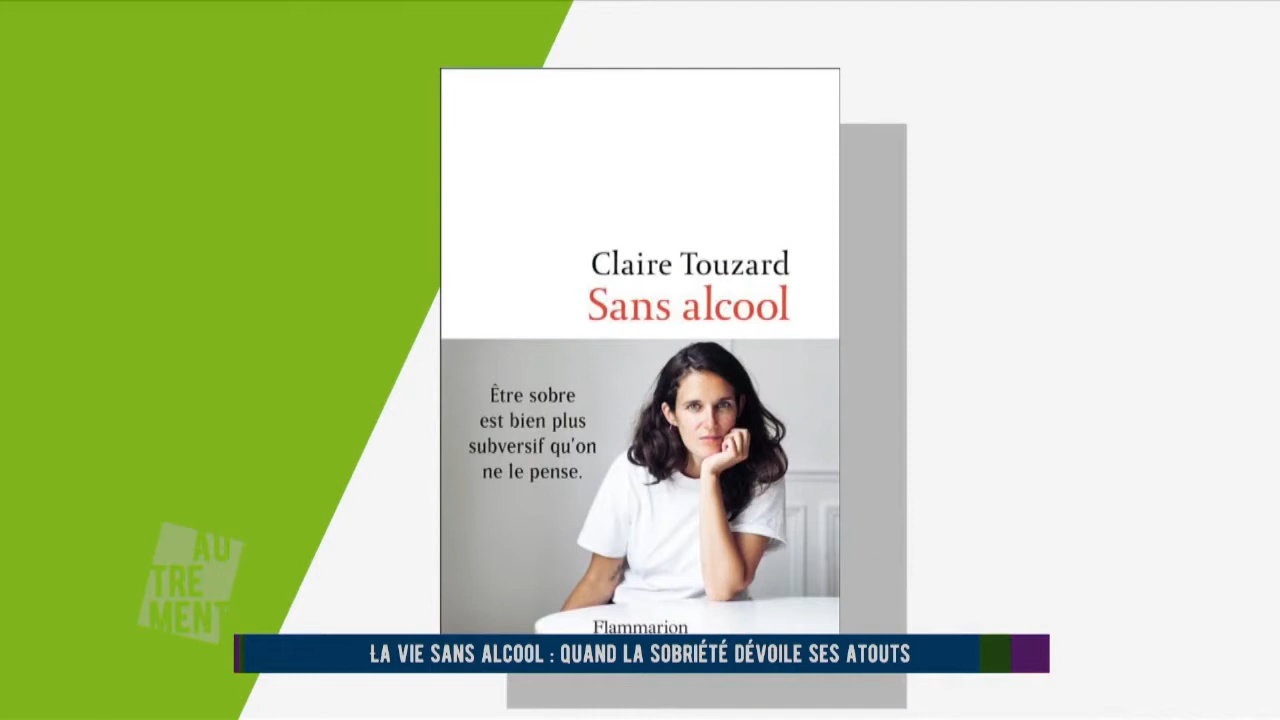 Claire Touzard
Sans alcool
Être sobre
est bien plus
subversif qu'on
ne le pense.
Flammarion
AU
TRE
MENT
LA VIE SANS ALCOOL : QUAND LA SOBRIÉTÉ DÉVOILE SES ATOUTS